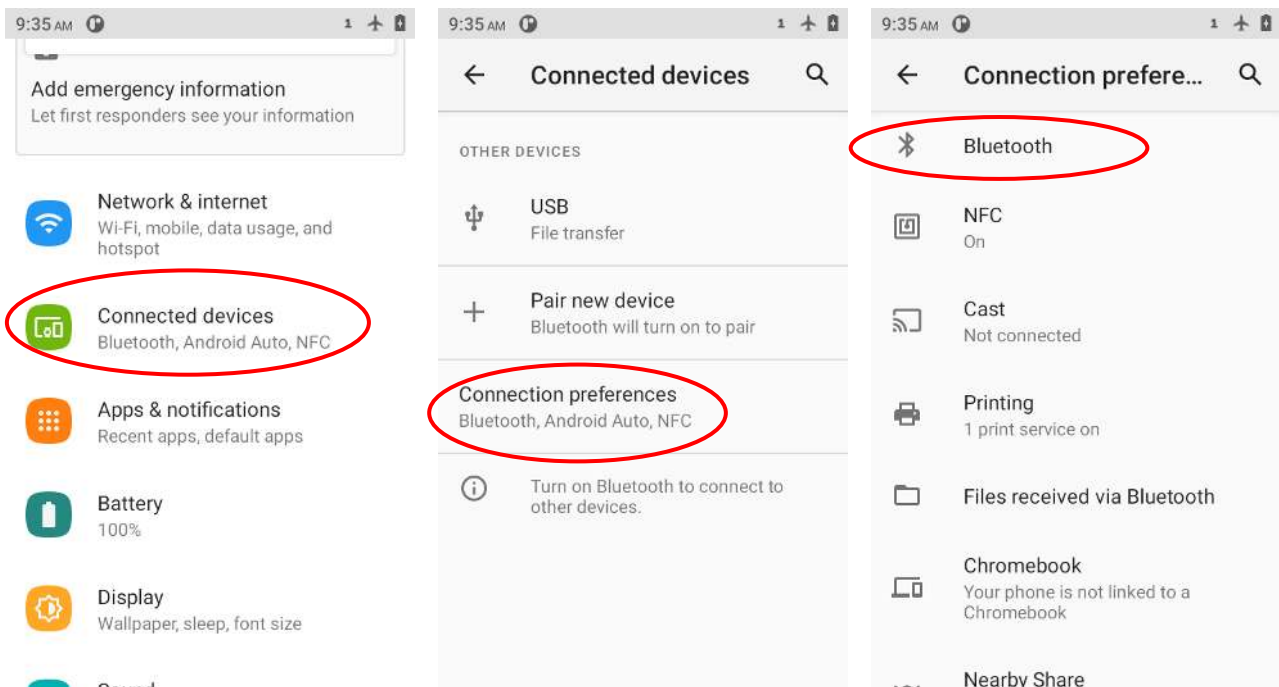 9:35 AM
1
Add emergency information
Let first responders see your information
Network & internet
Wi-Fi, mobile, data usage, and
hotspot
Connected devices
Bluetooth, Android Auto, NFC
Apps & notifications
Recent apps, default apps
Battery
100%
Display
Wallpaper, sleep, font size
9:35 AM
1
Connected devices
OTHER DEVICES
USB
File transfer
Pair new device
Bluetooth will turn on to pair
Connection preferences
Bluetooth, Android Auto, NFC
Turn on Bluetooth to connect to
other devices.
9:35 AM
1
Connection prefere...
Bluetooth
NFC
On
Cast
Not connected
Printing
1 print service on
Files received via Bluetooth
Chromebook
Your phone is not linked to a
Chromebook
Nearby Share